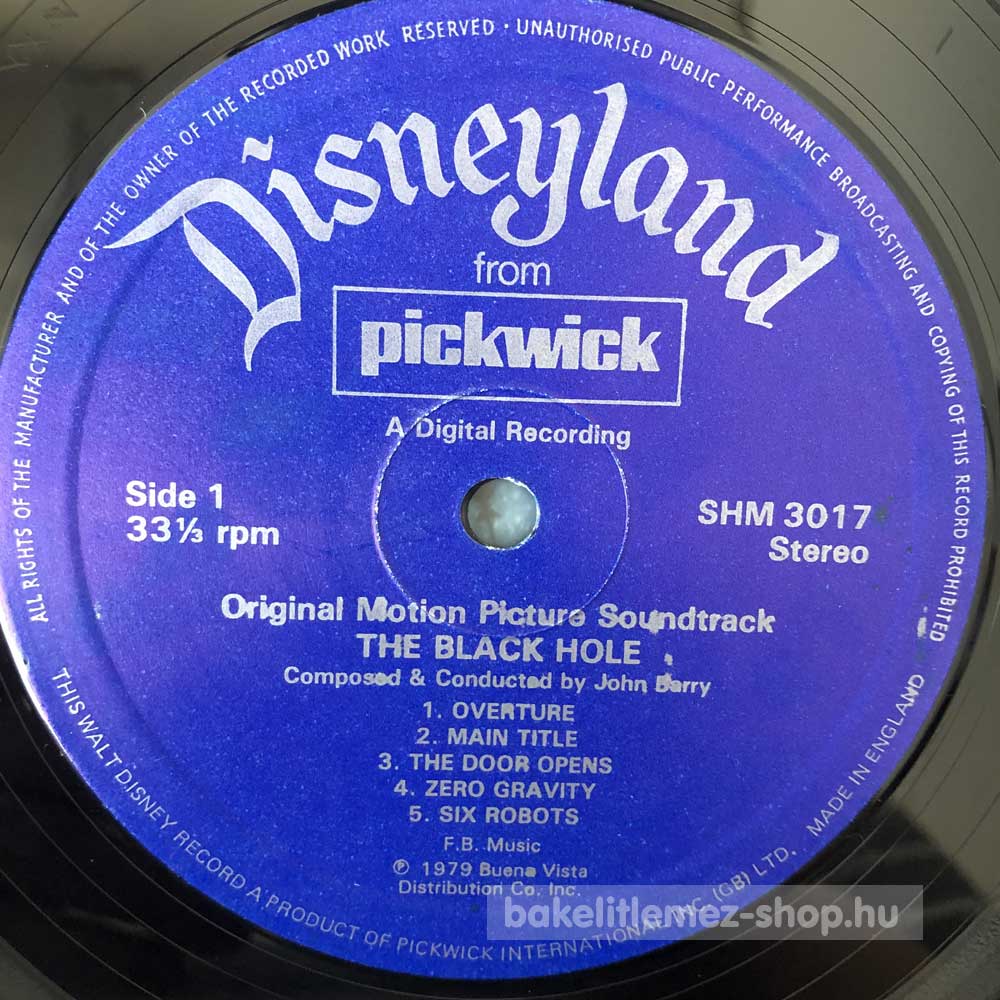 ALL RIGHTS OF THE MANUFACTURER AND OF THE OWNER OF THE RECORDED WORK RESERVED · UNAUTHORISED PUBLIC PERFORMANCE BROADCASTING AND COPYING OF THIS RECORD PROHIBITED
Disneyland
from
pickwick
A Digital Recording
Side 1
33⅓ rpm
SHM 3017
Stereo
Original Motion Picture Soundtrack
THE BLACK HOLE
Composed & Conducted by John Barry
1. OVERTURE
2. MAIN TITLE
3. THE DOOR OPENS
4. ZERO GRAVITY
5. SIX ROBOTS
F.B. Music
℗ 1979 Buena Vista
Distribution Co. Inc.
THIS WALT DISNEY RECORD A PRODUCT OF PICKWICK INTERNATIONAL INC. (GB) LTD. MADE IN ENGLAND
bakelitlemez-shop.hu